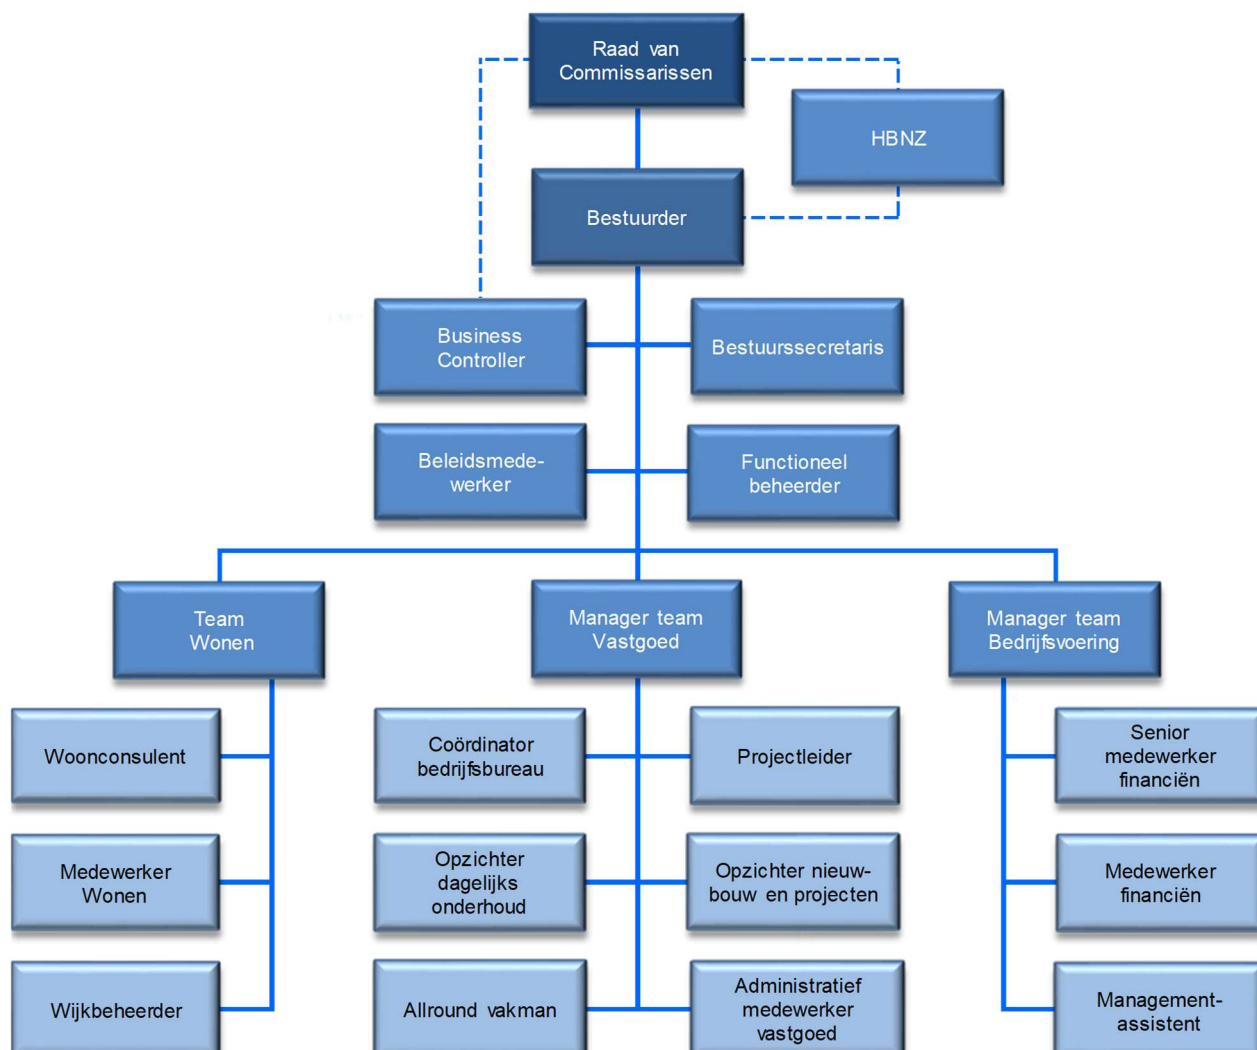 Raad van
Commissarissen
HBNZ
Bestuurder
Business
Controller
Bestuurssecretaris
Beleidsmede-
werker
Functioneel
beheerder
Team
Wonen
Manager team
Vastgoed
Manager team
Bedrijfsvoering
Woonconsulent
Coördinator
bedrijfsbureau
Projectleider
Senior
medewerker
financiën
Medewerker
Wonen
Opzichter
dagelijks
onderhoud
Opzichter nieuw-
bouw en projecten
Medewerker
financiën
Wijkbeheerder
Allround vakman
Administratief
medewerker
vastgoed
Management-
assistent